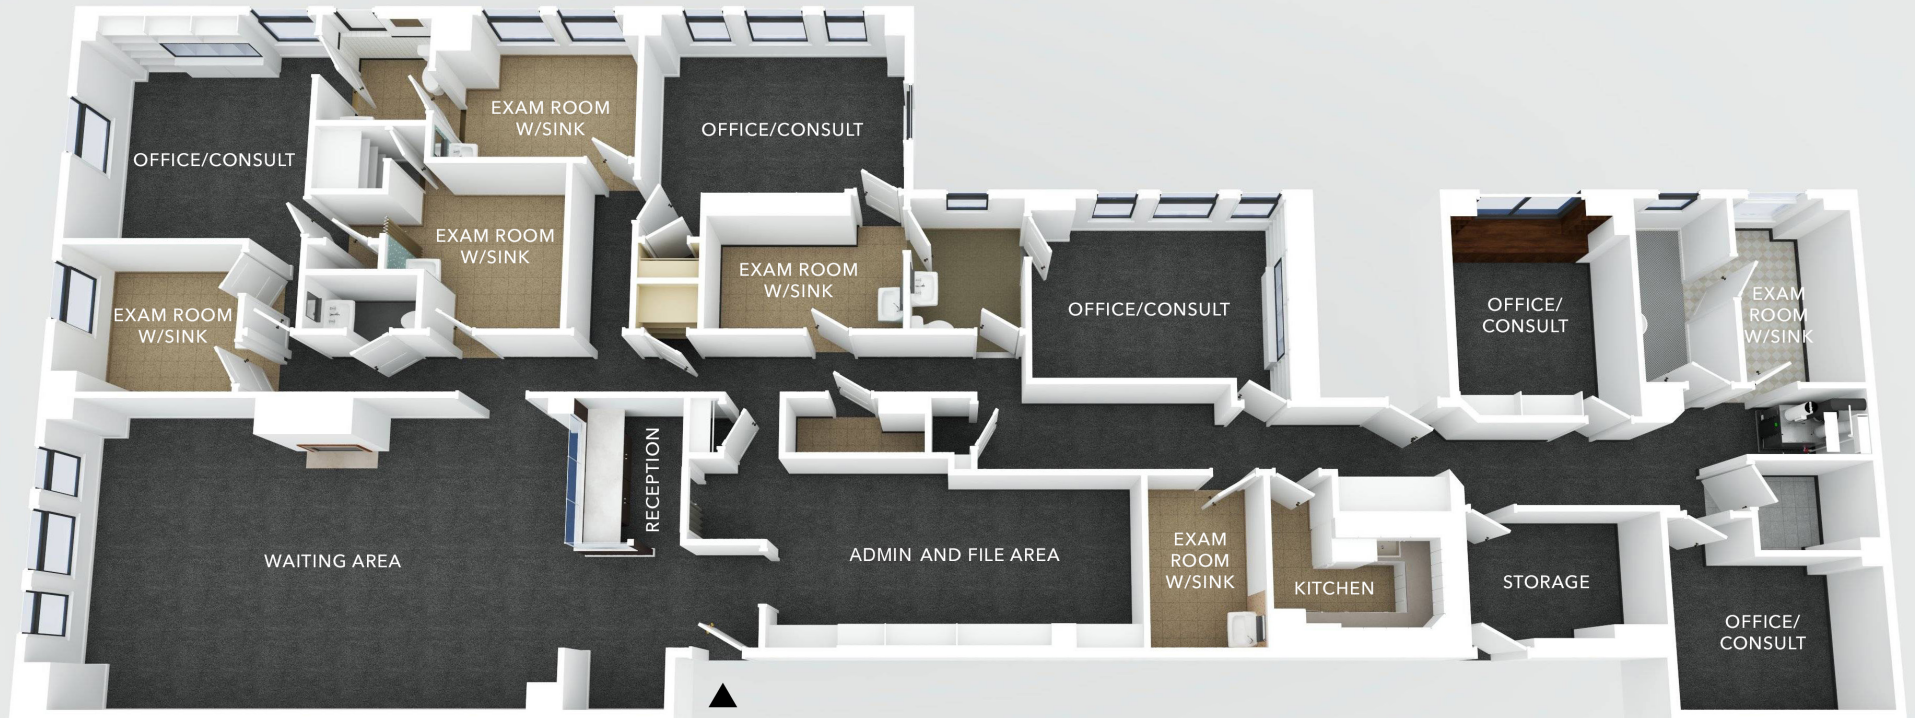 EXAM ROOM
W/SINK
OFFICE/CONSULT
OFFICE/CONSULT
EXAM ROOM
W/SINK
EXAM ROOM
W/SINK
EXAM ROOM
W/SINK
OFFICE/CONSULT
OFFICE/
CONSULT
EXAM
ROOM
W/SINK
RECEPTION
WAITING AREA
ADMIN AND FILE AREA
EXAM
ROOM
W/SINK
KITCHEN
STORAGE
OFFICE/
CONSULT